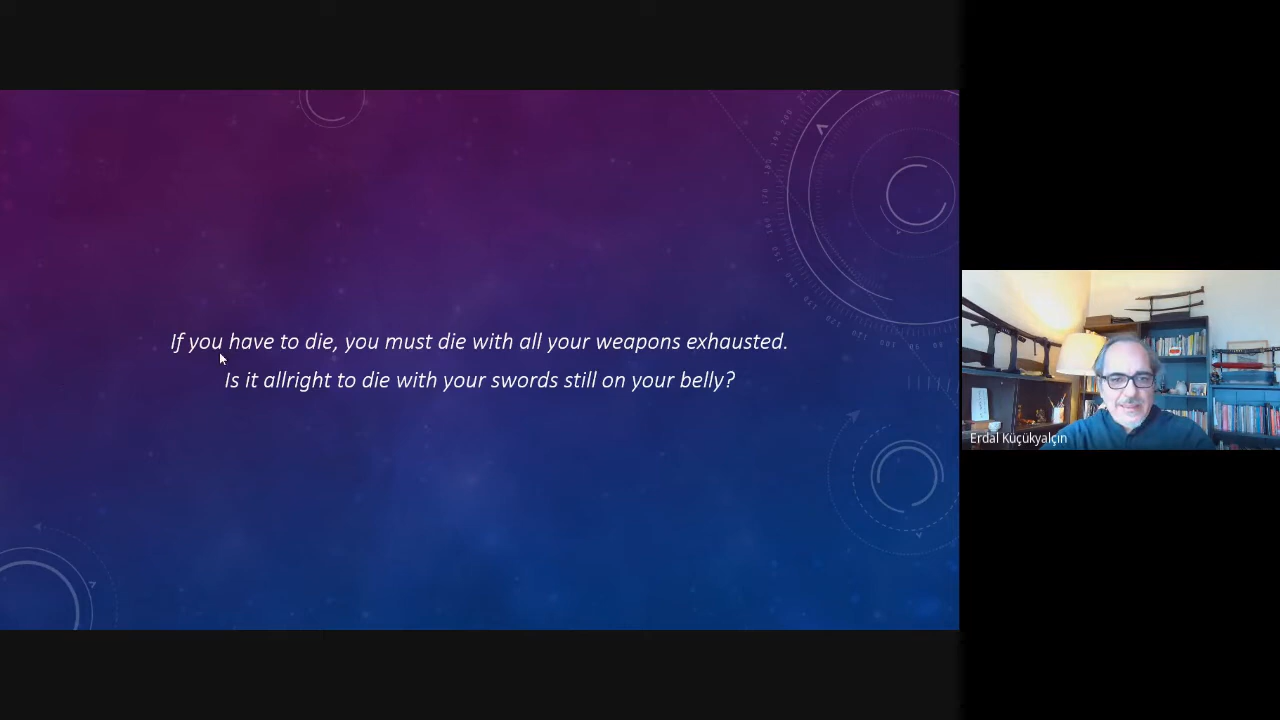 If you have to die, you must die with all your weapons exhausted.
Is it allright to die with your swords still on your belly?
Erdal Küçükyalçın